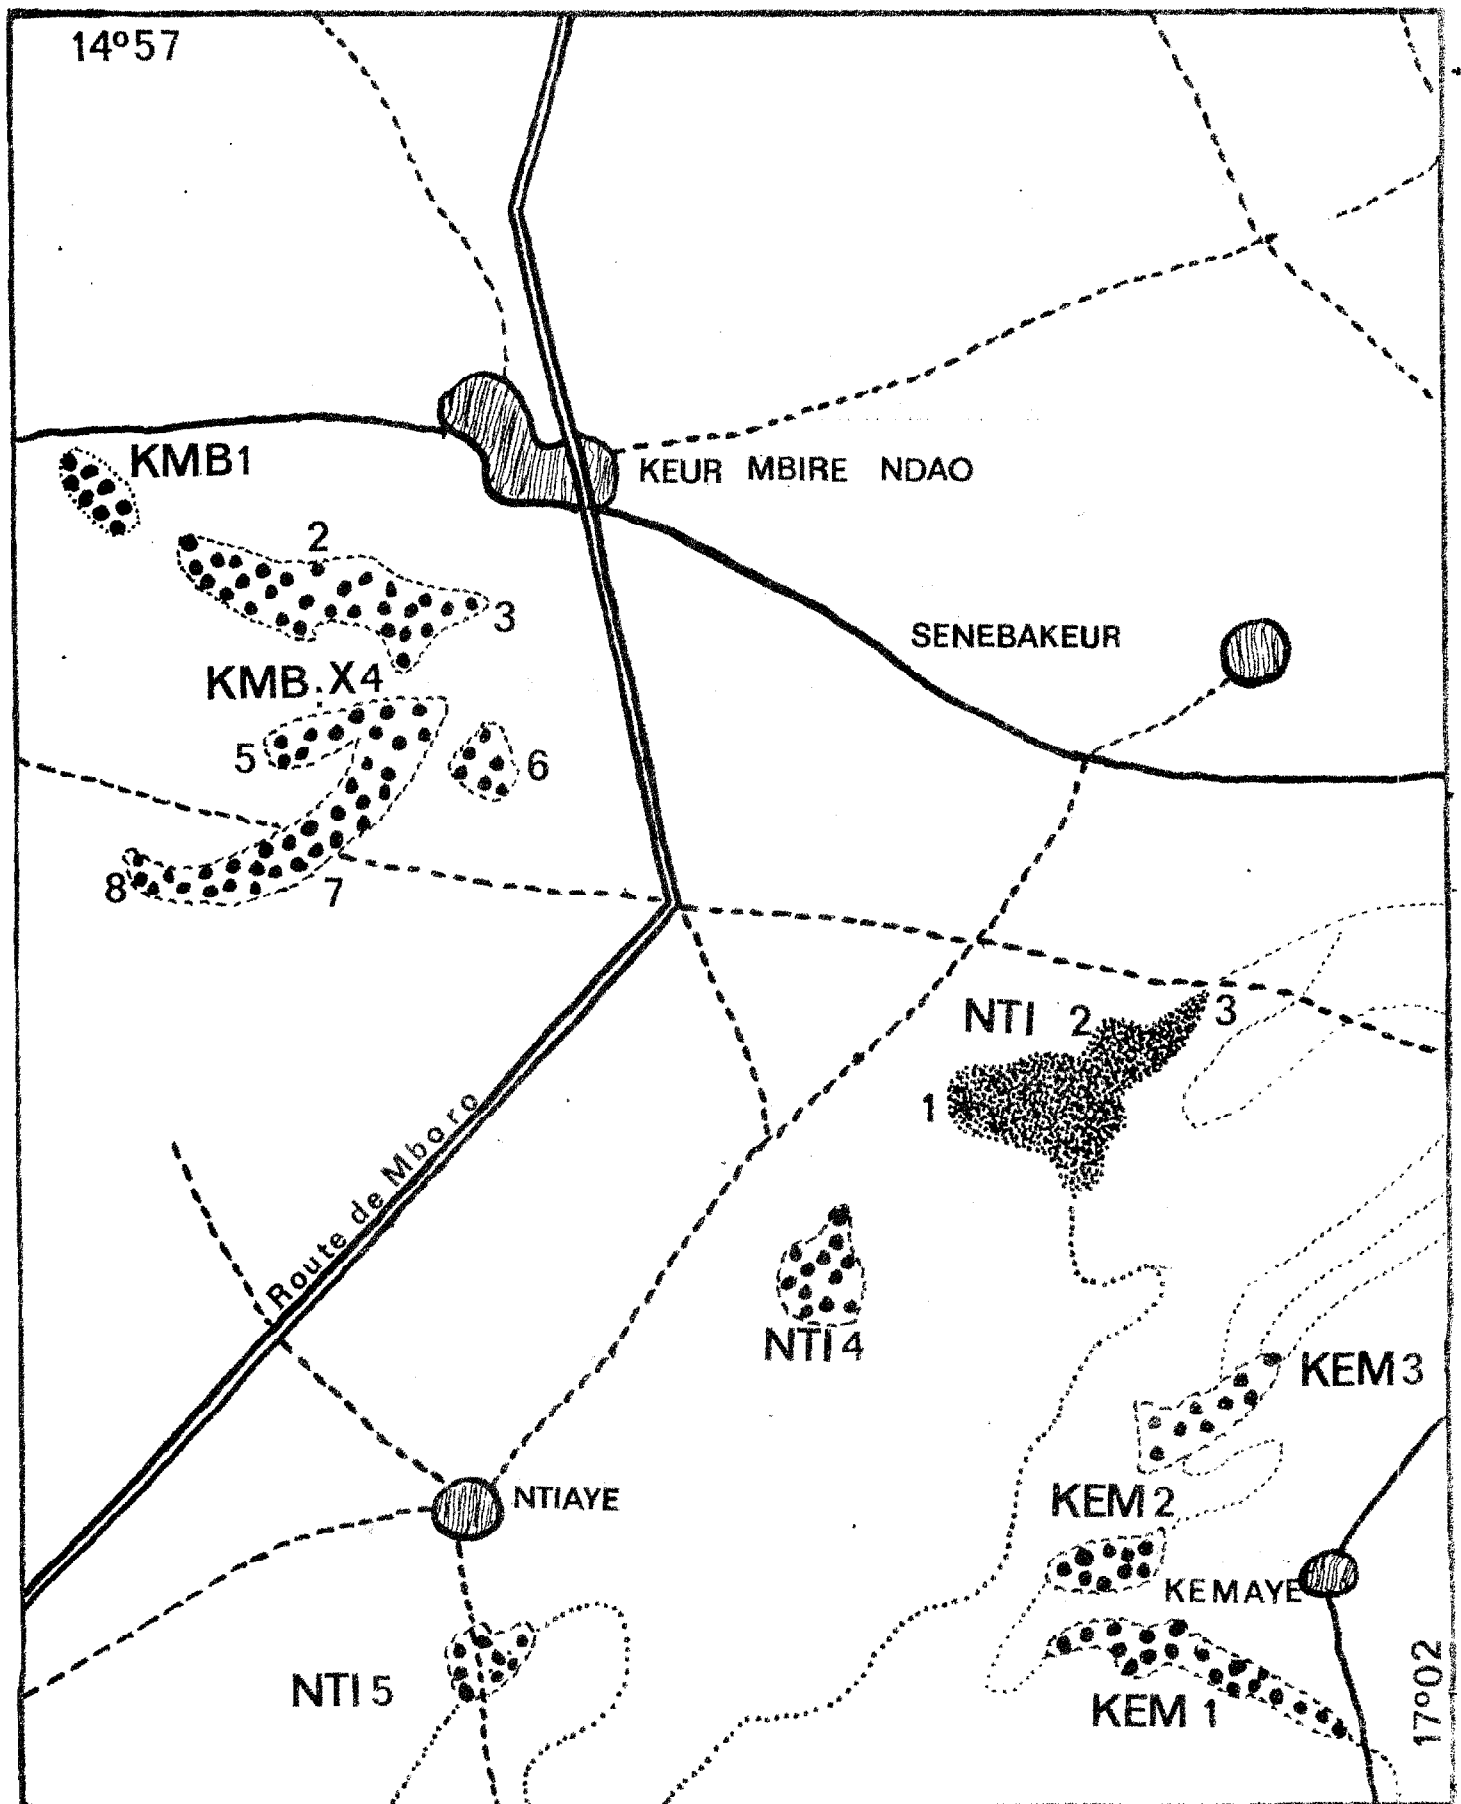 14°57
KMB1
KEUR MBIRE NDAO
2
3
SENEBAKEUR
KMB.X4
5
6
8
7
NTI 2
3
1
Route de Mboro
NTI 4
KEM 3
NTIAYE
KEM 2
KEMAYE
NTI 5
KEM 1
17°02